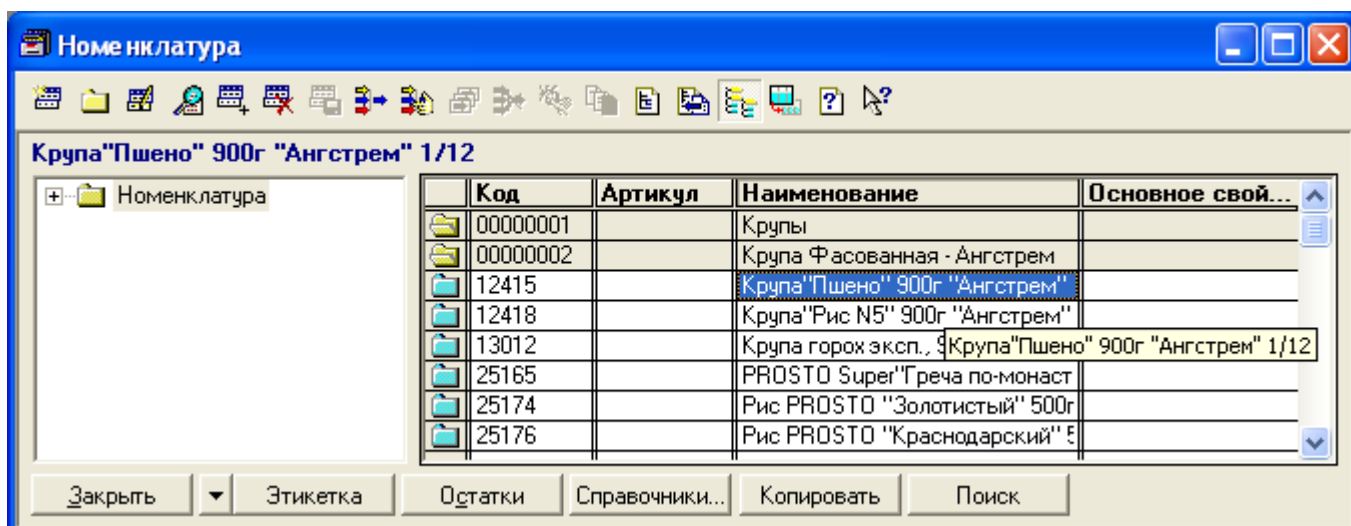 Номенклатура
Крупа"Пшено" 900г "Ангстрем" 1/12
Номенклатура
Код Артикул Наименование Основное свой...
00000001 Крупы
00000002 Крупа Фасованная - Ангстрем
12415 Крупа"Пшено" 900г "Ангстрем"
12418 Крупа"Рис N5" 900г "Ангстрем"
13012 Крупа горох эксп.,
Крупа"Пшено" 900г "Ангстрем" 1/12
25165 PROSTO Super"Греча по-монаст
25174 Рис PROSTO "Золотистый" 500г
25176 Рис PROSTO "Краснодарский" 5
Закрыть Этикетка Остатки Справочники... Копировать Поиск